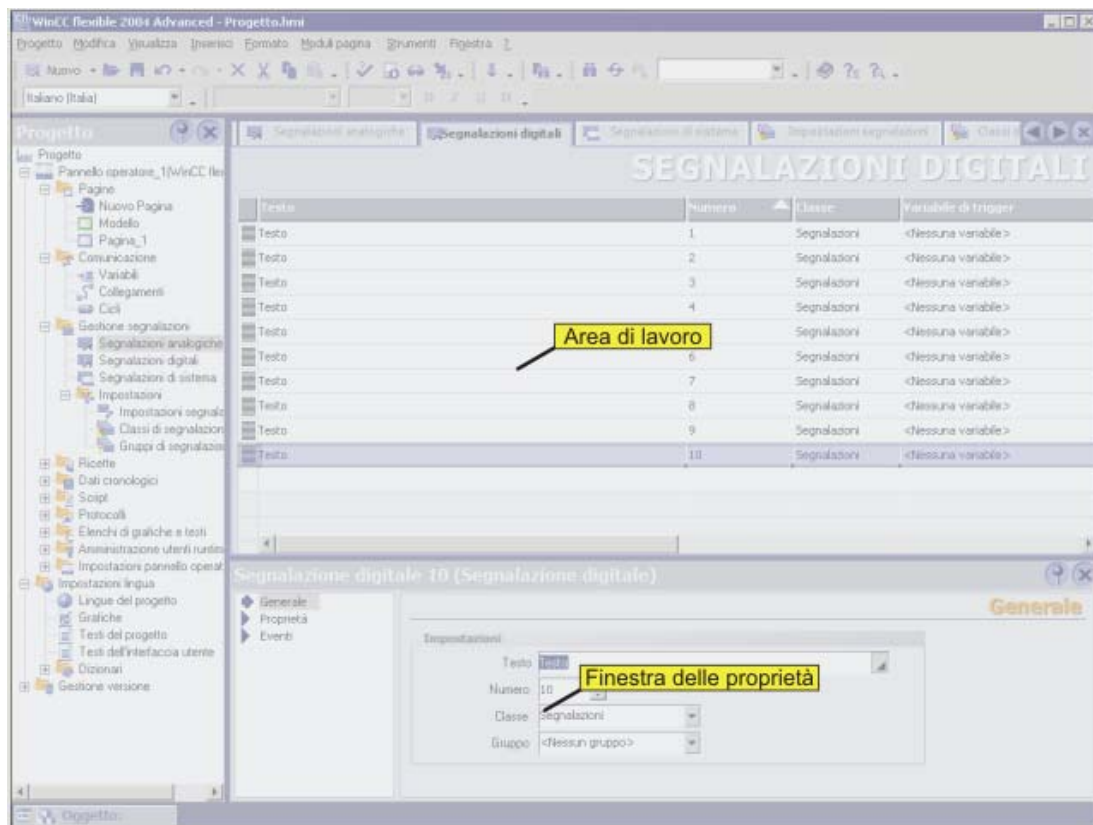 WinCC flexible 2004 Advanced - Progetto.hmi
Progetto Modifica Visualizza Inserisci Formato Moduli pagina Strumenti Finestra ?
Nuovo
Italiano (Italia)
Progetto
Segnalazioni analogiche
Segnalazioni digitali
Segnalazioni di sistema
Impostazioni segnalazioni
Progetto
Pannello operatore_1(WinCC flex
Pagine
Nuovo Pagina
Modello
Pagina_1
Comunicazione
Variabili
Collegamenti
Cicli
Gestione segnalazioni
Segnalazioni analogiche
Segnalazioni digitali
Segnalazioni di sistema
Impostazioni
Impostazioni segnala
Classi di segnalazion
Gruppi di segnalazion
Ricette
Dati cronologici
Script
Protocolli
Elenchi di grafiche e testi
Amministrazione utenti runtim
Impostazioni pannello operat
Impostazioni lingua
Lingue del progetto
Grafiche
Testi del progetto
Testi dell'interfaccia utente
Dizionari
Gestione versione
SEGNALAZIONI DIGITALI
Testo Numero Classe Variabile di trigger
Testo 1 Segnalazioni <Nessuna variabile>
Testo 2 Segnalazioni <Nessuna variabile>
Testo 3 Segnalazioni <Nessuna variabile>
Testo 4 Segnalazioni <Nessuna variabile>
Testo Segnalazioni <Nessuna variabile>
Area di lavoro
Testo 6 Segnalazioni <Nessuna variabile>
Testo 7 Segnalazioni <Nessuna variabile>
Testo 8 Segnalazioni <Nessuna variabile>
Testo 9 Segnalazioni <Nessuna variabile>
Testo 10 Segnalazioni <Nessuna variabile>
Segnalazione digitale 10 (Segnalazione digitale)
Generale
Proprietà
Eventi
Generale
Impostazioni
Testo Testo
Finestra delle proprietà
Numero 10
Classe Segnalazioni
Gruppo <Nessun gruppo>
Oggetto: